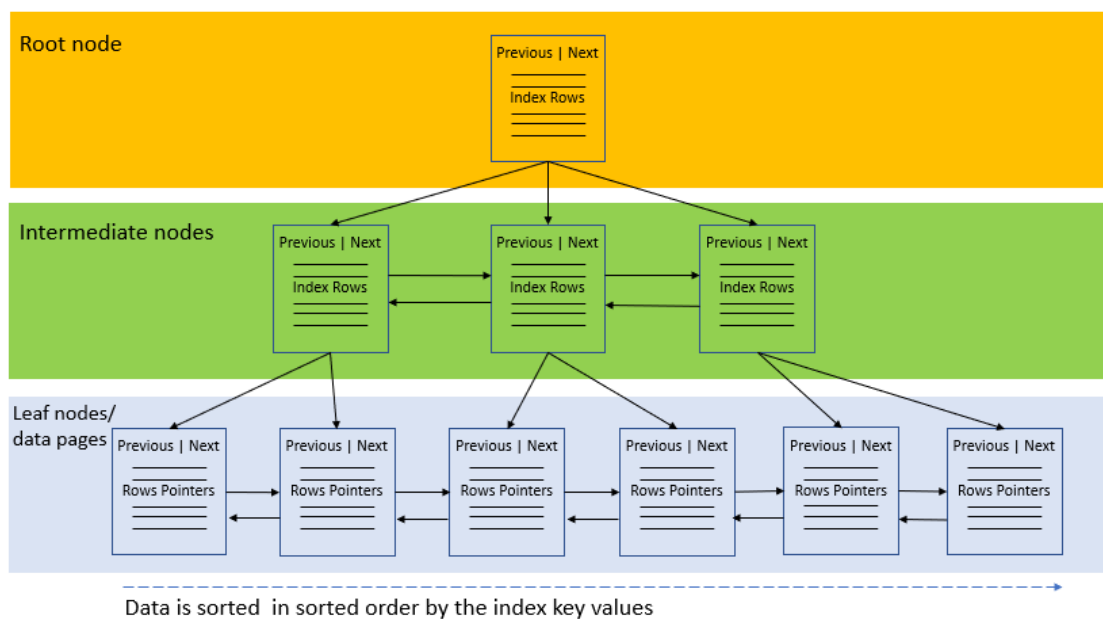 Root node
Previous | Next
Index Rows
Intermediate nodes
Previous | Next
Index Rows
Previous | Next
Index Rows
Previous | Next
Index Rows
Leaf nodes/
data pages
Previous | Next
Rows Pointers
Previous | Next
Rows Pointers
Previous | Next
Rows Pointers
Previous | Next
Rows Pointers
Previous | Next
Rows Pointers
Previous | Next
Rows Pointers
Data is sorted  in sorted order by the index key values